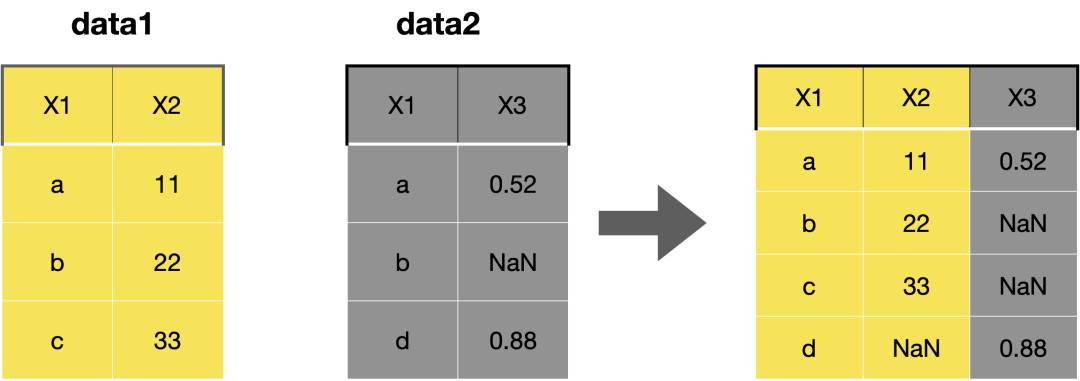 data1 data2
X1 X2 X1 X3 X1 X2 X3
a 11 a 0.52 a 11 0.52
b 22 b NaN b 22 NaN
c 33 d 0.88 c 33 NaN
d NaN 0.88